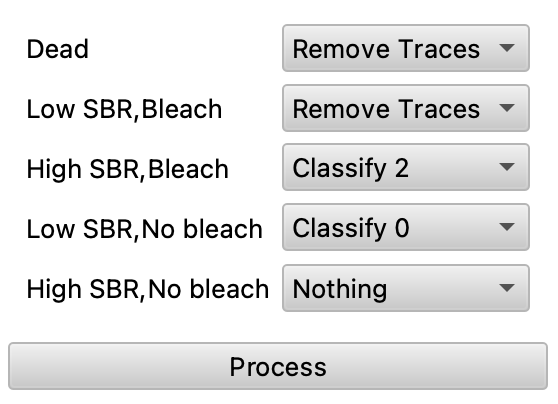 Dead Remove Traces
Low SBR,Bleach Remove Traces
High SBR,Bleach Classify 2
Low SBR,No bleach Classify 0
High SBR,No bleach Nothing
Process